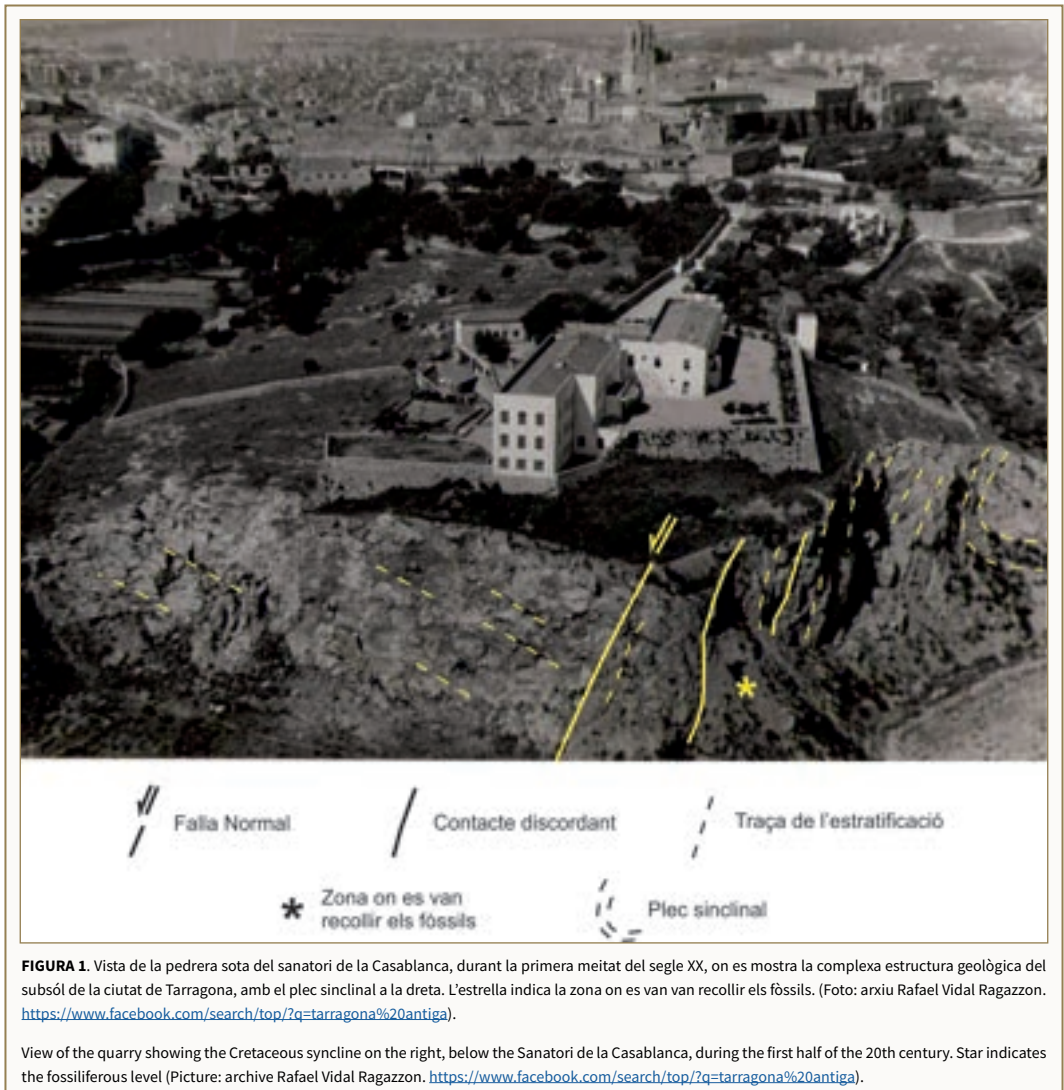 Falla Normal
Contacte discordant
Traça de l'estratificació
Zona on es van
recollir els fòssils
Plec sinclinal
FIGURA 1. Vista de la pedrera sota del sanatori de la Casablanca, durant la primera meitat del segle XX, on es mostra la complexa estructura geològica del
subsól de la ciutat de Tarragona, amb el plec sinclinal a la dreta. L'estrella indica la zona on es van van recollir els fòssils. (Foto: arxiu Rafael Vidal Ragazzon.
https://www.facebook.com/search/top/?q=tarragona%20antiga).
View of the quarry showing the Cretaceous syncline on the right, below the Sanatori de la Casablanca, during the first half of the 20th century. Star indicates
the fossiliferous level (Picture: archive Rafael Vidal Ragazzon. https://www.facebook.com/search/top/?q=tarragona%20antiga).